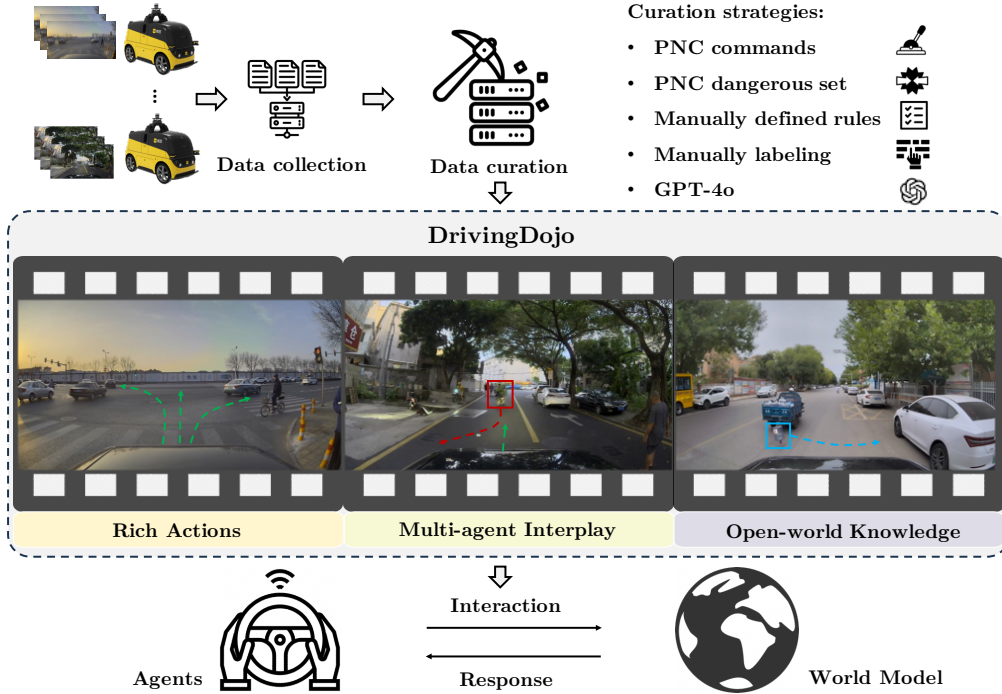 Curation strategies:
• PNC commands
• PNC dangerous set
• Manually defined rules
• Manually labeling
• GPT-4o
Data collection
Data curation
DrivingDojo
Rich Actions
Multi-agent Interplay
Open-world Knowledge
Interaction
Agents
Response
World Model